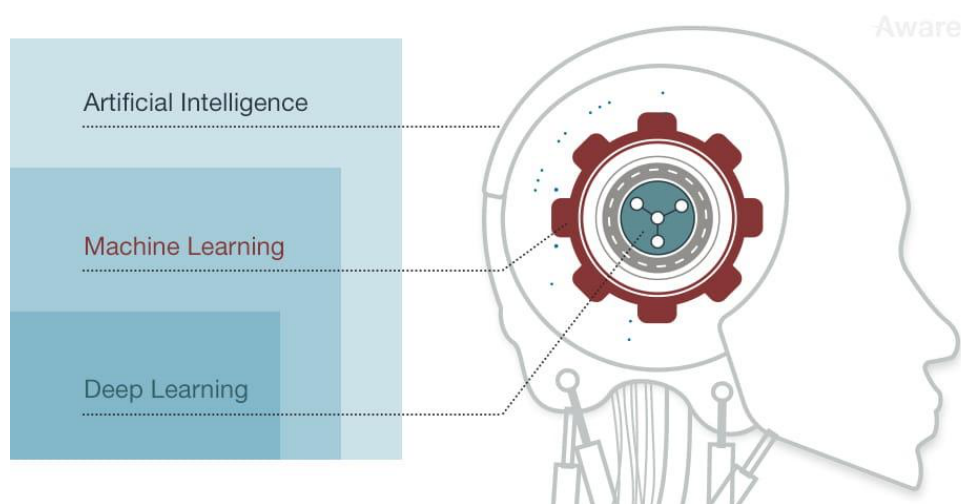 Aware
Artificial Intelligence
Machine Learning
Deep Learning